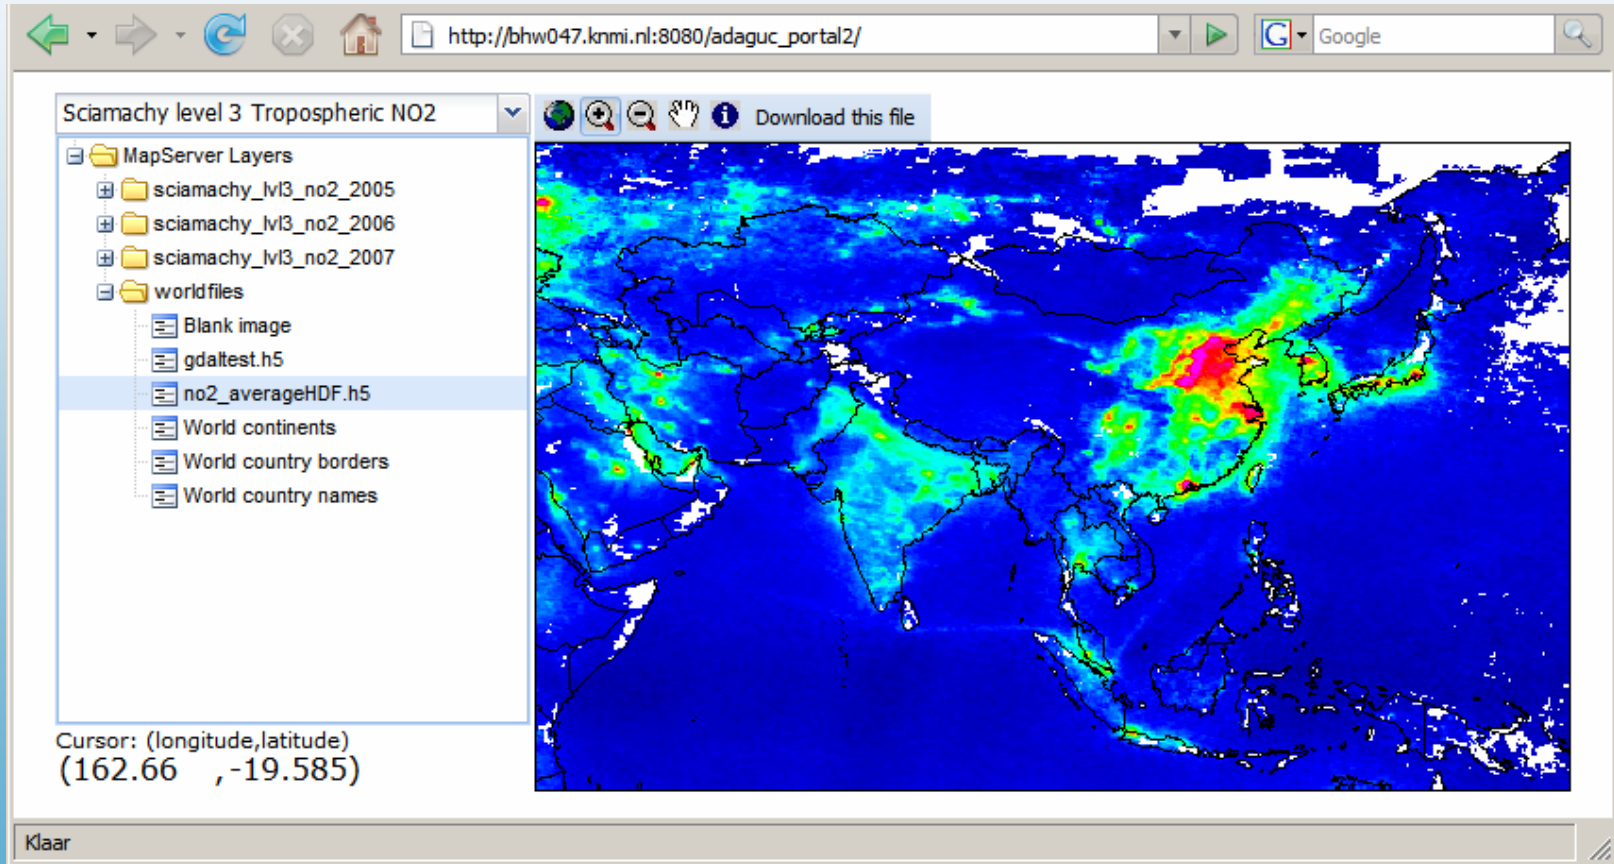 http://bhw047.knmi.nl:8080/adaguc_portal2/
G Google
Sciamachy level 3 Tropospheric NO2
Download this file
MapServer Layers
sciamachy_lvl3_no2_2005
sciamachy_lvl3_no2_2006
sciamachy_lvl3_no2_2007
worldfiles
Blank image
gdaltest.h5
no2_averageHDF.h5
World continents
World country borders
World country names
Cursor: (longitude,latitude)
(162.66 ,-19.585)
Klaar